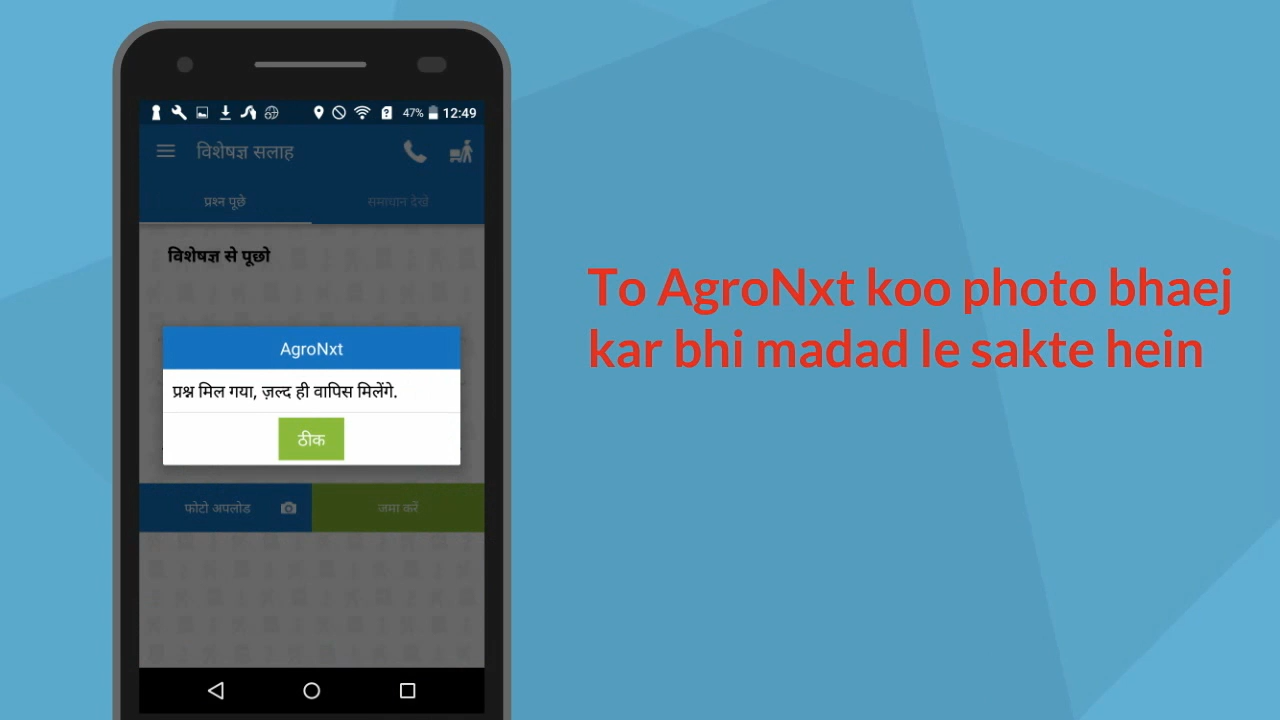 47% 12:49
विशेषज्ञ सलाह
प्रश्न पूछे
समाधान देखें
विशेषज्ञ से पूछो
AgroNxt
प्रश्न मिल गया, ज़ल्द ही वापिस मिलेंगे.
ठीक
फोटो अपलोड
जमा करें
To AgroNxt koo photo bhaej
kar bhi madad le sakte hein